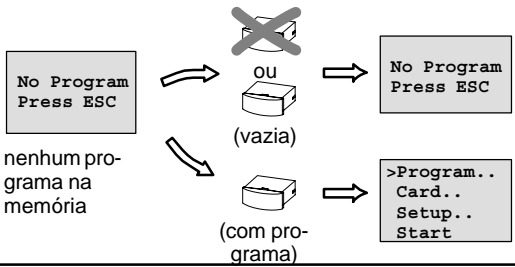 No Program
Press ESC
nenhum pro-
grama na
memória
ou
(vazia)
No Program
Press ESC
(com pro-
grama)
>Program..
Card..
Setup..
Start